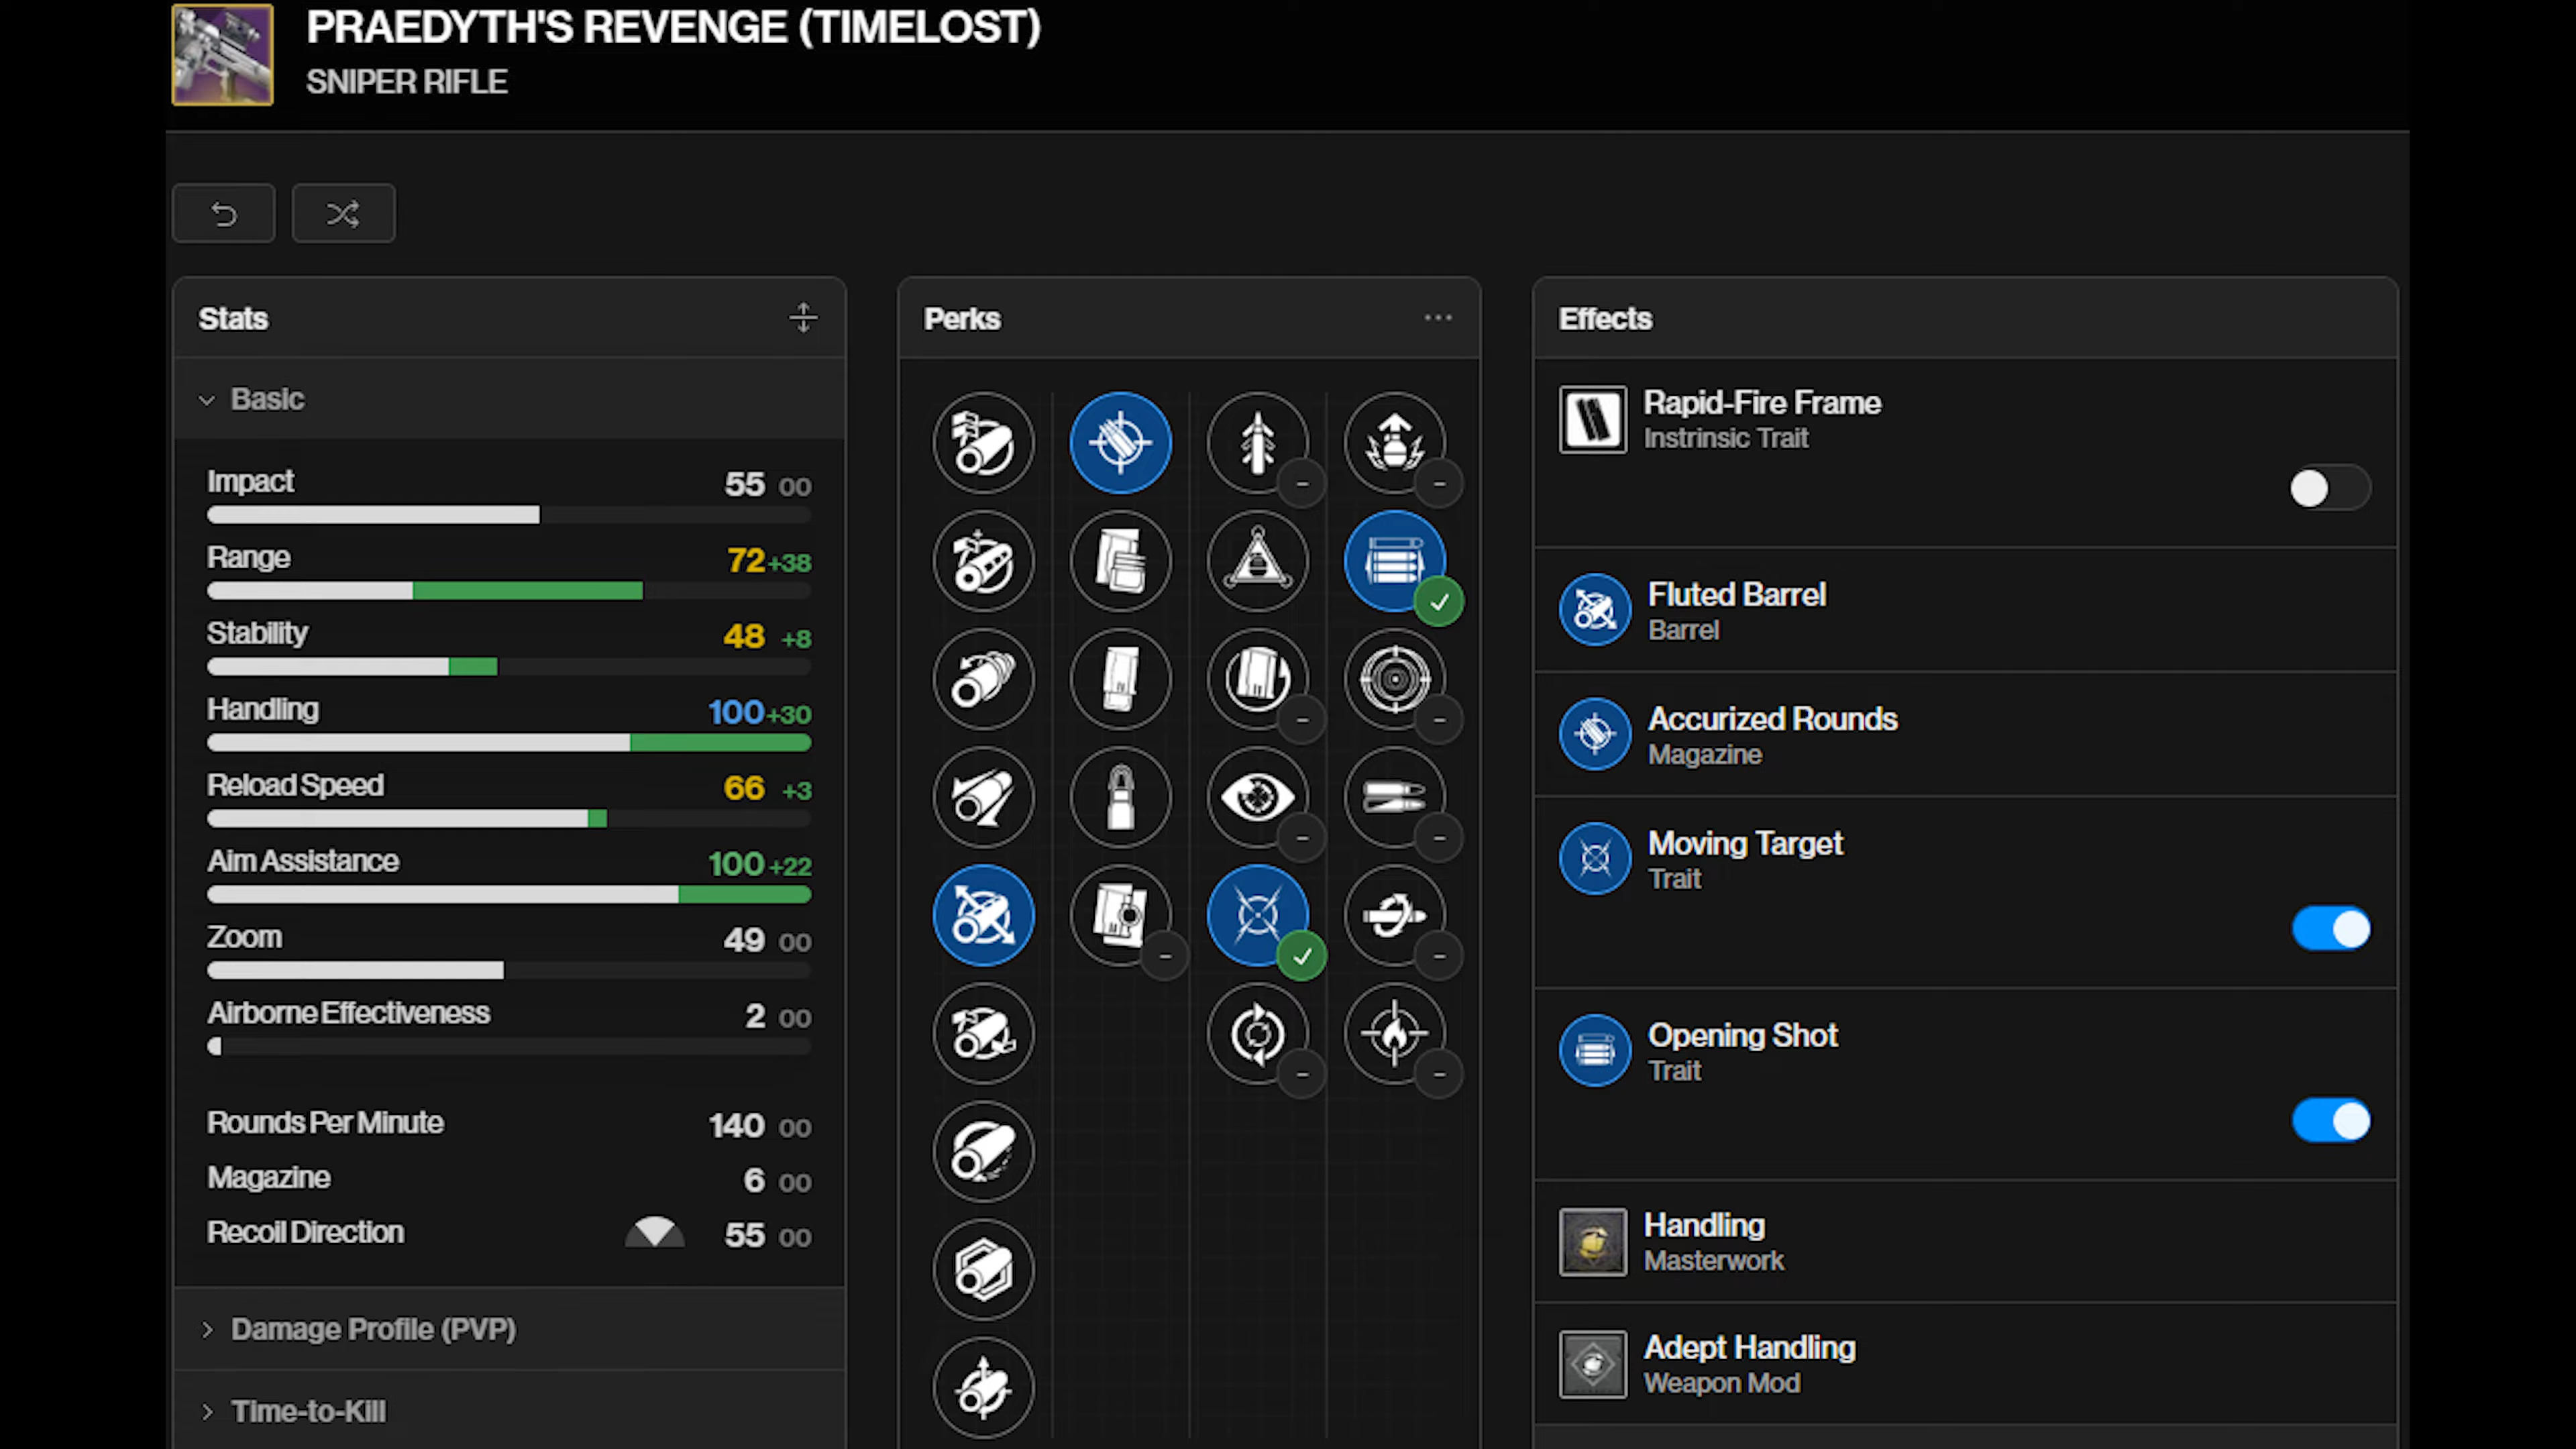 PRAEDYTH'S REVENGE (TIMELOST)
SNIPER RIFLE
Stats
Basic
Impact 55 00
Range 72 +38
Stability 48 +8
Handling 100 +30
Reload Speed 66 +3
Aim Assistance 100 +22
Zoom 49 00
Airborne Effectiveness 2 00
Rounds Per Minute 140 00
Magazine 6 00
Recoil Direction 55 00
Damage Profile (PVP)
Time-to-Kill
Perks
Effects
Rapid-Fire Frame
Instrinsic Trait
Fluted Barrel
Barrel
Accurized Rounds
Magazine
Moving Target
Trait
Opening Shot
Trait
Handling
Masterwork
Adept Handling
Weapon Mod